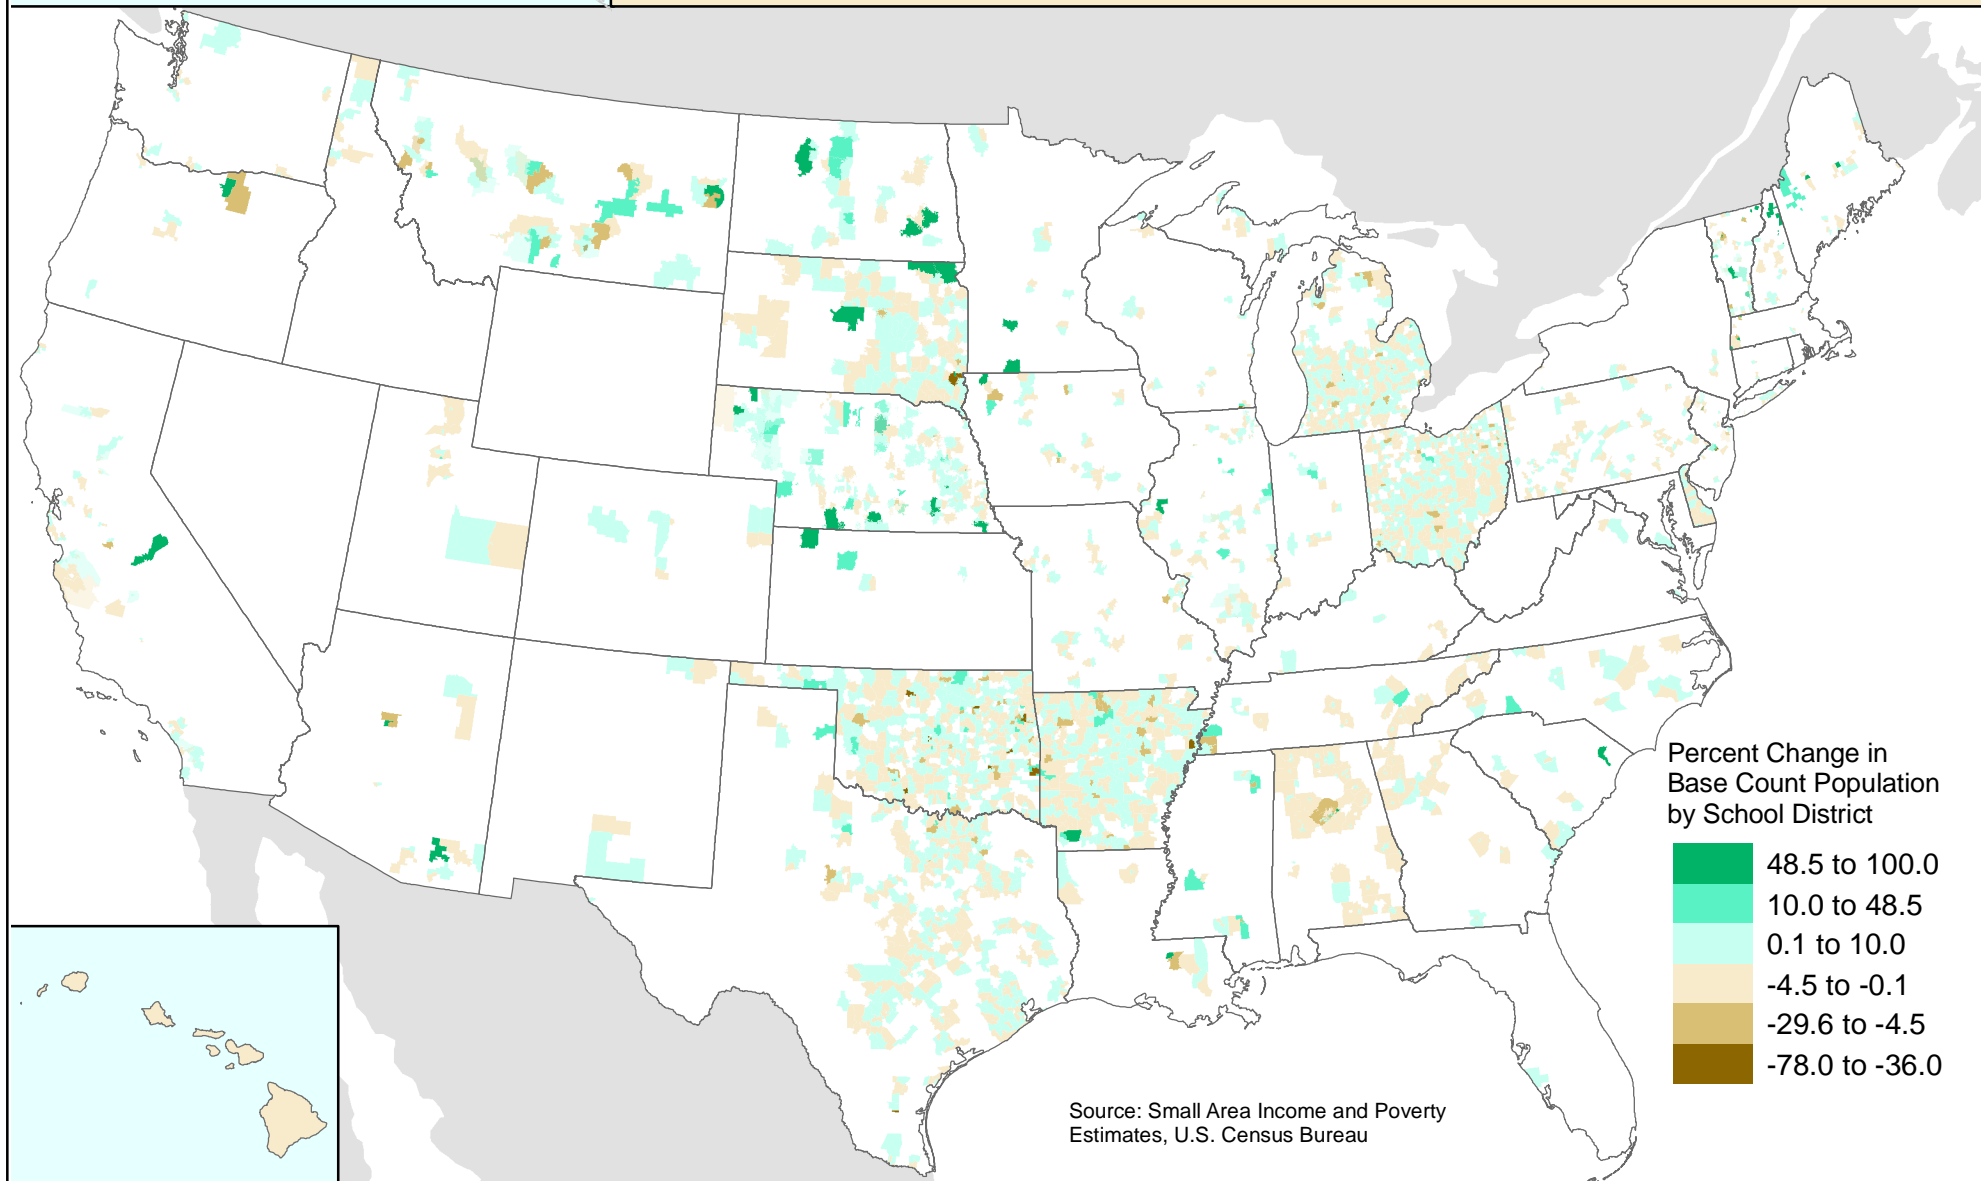 Percent Change in
Base Count Population
by School District
48.5 to 100.0
10.0 to 48.5
0.1 to 10.0
-4.5 to -0.1
-29.6 to -4.5
-78.0 to -36.0
Source: Small Area Income and Poverty
Estimates, U.S. Census Bureau